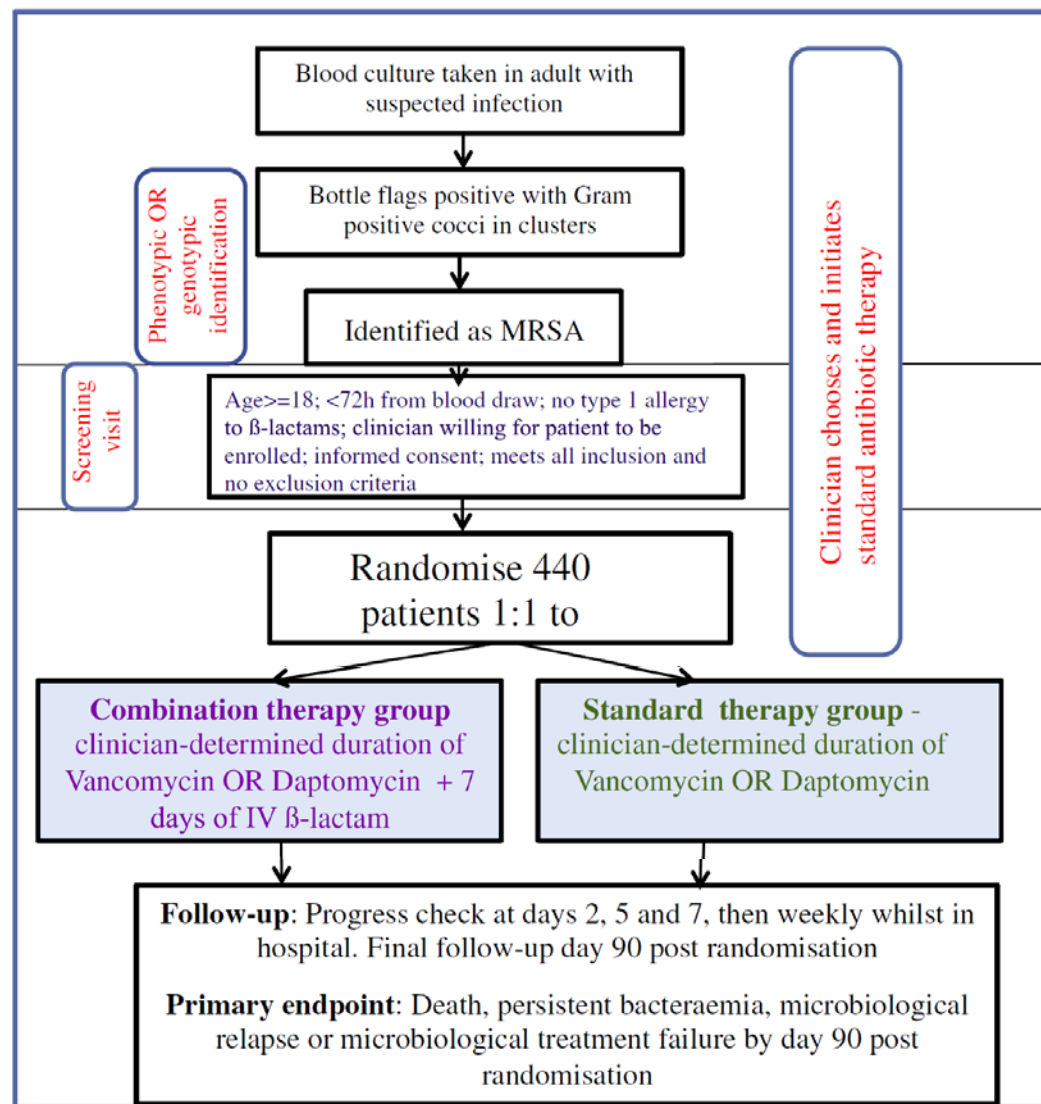 Blood culture taken in adult with
suspected infection
Bottle flags positive with Gram
positive cocci in clusters
Phenotypic OR
genotypic
identification
Identified as MRSA
Screening
visit
Age>=18; <72h from blood draw; no type 1 allergy
to ß-lactams; clinician willing for patient to be
enrolled; informed consent; meets all inclusion and
no exclusion criteria
Clinician chooses and initiates
standard antibiotic therapy
Randomise 440
patients 1:1 to
Combination therapy group
clinician-determined duration of
Vancomycin OR Daptomycin + 7
days of IV ß-lactam
Standard therapy group -
clinician-determined duration of
Vancomycin OR Daptomycin
Follow-up: Progress check at days 2, 5 and 7, then weekly whilst in
hospital. Final follow-up day 90 post randomisation
Primary endpoint: Death, persistent bacteraemia, microbiological
relapse or microbiological treatment failure by day 90 post
randomisation